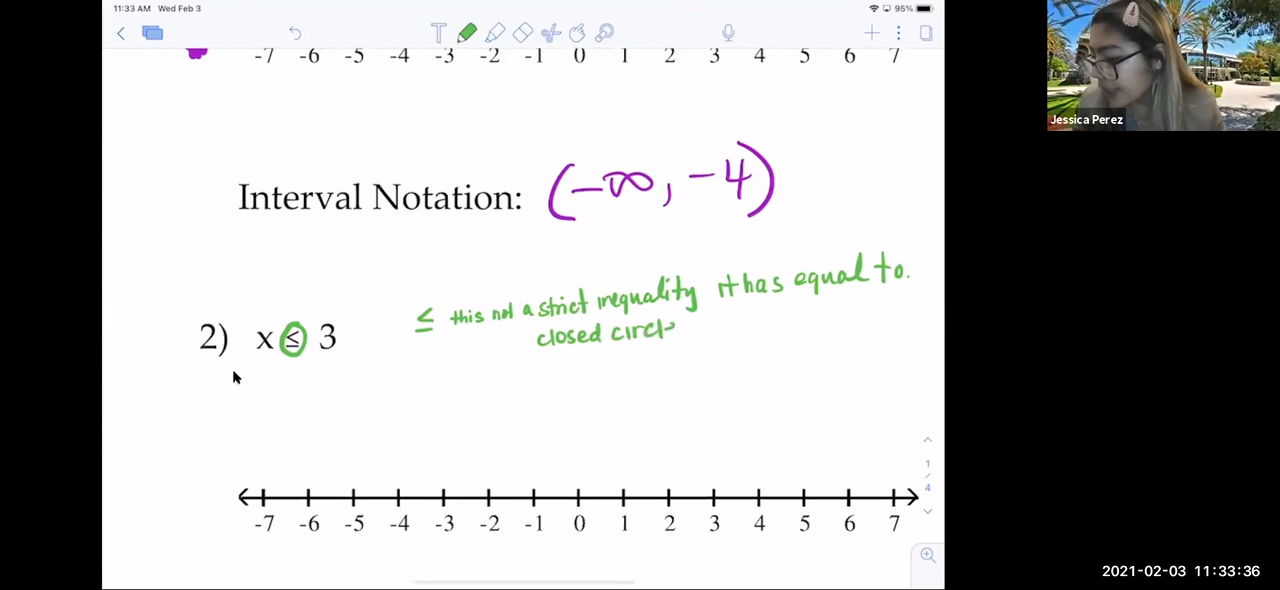 11:33 AM Wed Feb 3
95%
T
-7 -6 -5 -4 -3 -2 -1 0 1 2 3 4 5 6 7
Jessica Perez
Interval Notation: (-∞, -4)
≤ this not a strict inequality it has equal to.
closed circl
2) x ≤ 3
1
/
4
-7 -6 -5 -4 -3 -2 -1 0 1 2 3 4 5 6 7
2021-02-03 11:33:36